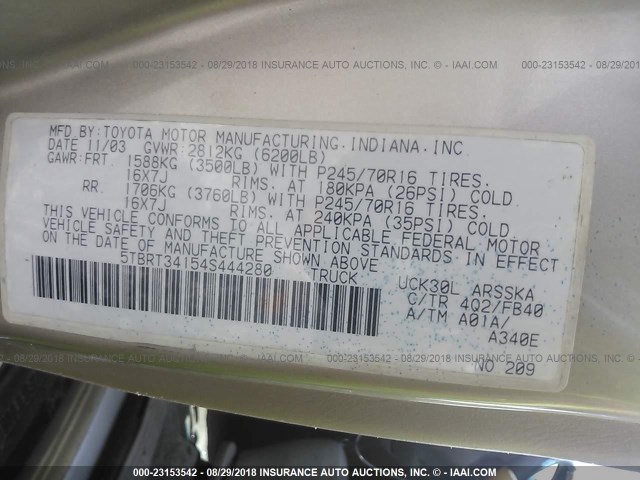 000-23153542 - 08/29/2018 - INSURANCE AUTO AUCTIONS, INC. - IAAI.COM
MFD.BY:TOYOTA MOTOR MANUFACTURING.INDIANA.INC
DATE 11/03 GVWR:2812KG (6200LB)
GAWR:FRT 1588KG (3500LB) WITH P245/70R16 TIRES.
16X7J RIMS. AT 180KPA (26PSI) COLD
RR 1706KG (3760LB) WITH P245/70R16 TIRES.
16X7J RIMS. AT 240KPA (35PSI) COLD
THIS VEHICLE CONFORMS TO ALL APPLICABLE FEDERAL MOTOR
VEHICLE SAFETY AND THEFT PREVENTION STANDARDS IN EFFECT
ON THE DATE OF MANUFACTURE SHOWN ABOVE
5TBRT34154S444280 TRUCK
UCK30L ARSSKA
C/TR 4Q2/FB40
A/TM A01A/
A340E
NO 209
000-23153542 - 08/29/2018 - INSURANCE AUTO AUCTIONS, INC. - IAAI.COM